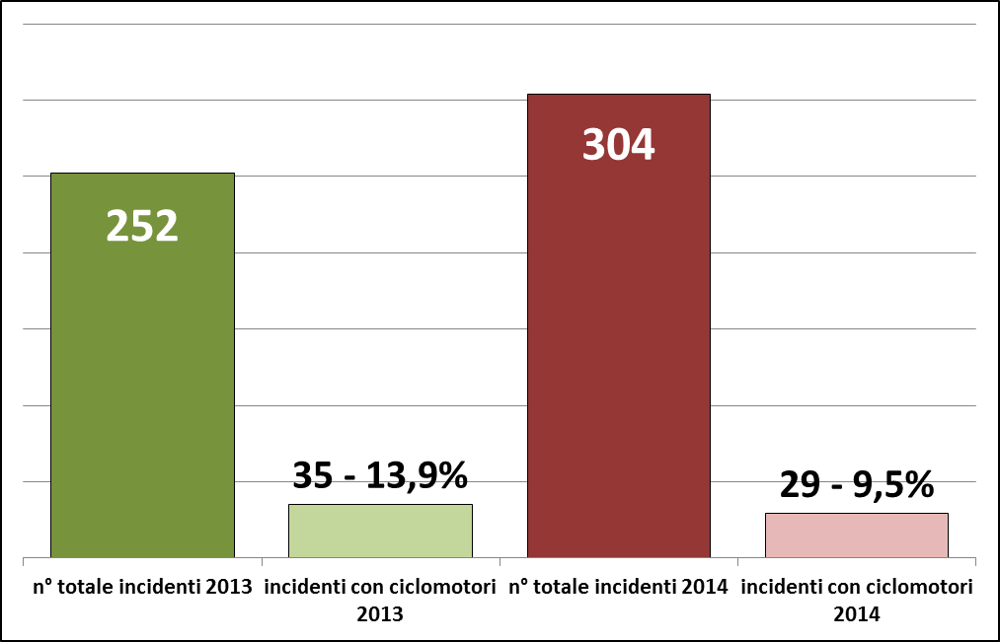 252
35 - 13,9%
304
29 - 9,5%
n° totale incidenti 2013
incidenti con ciclomotori
2013
n° totale incidenti 2014
incidenti con ciclomotori
2014